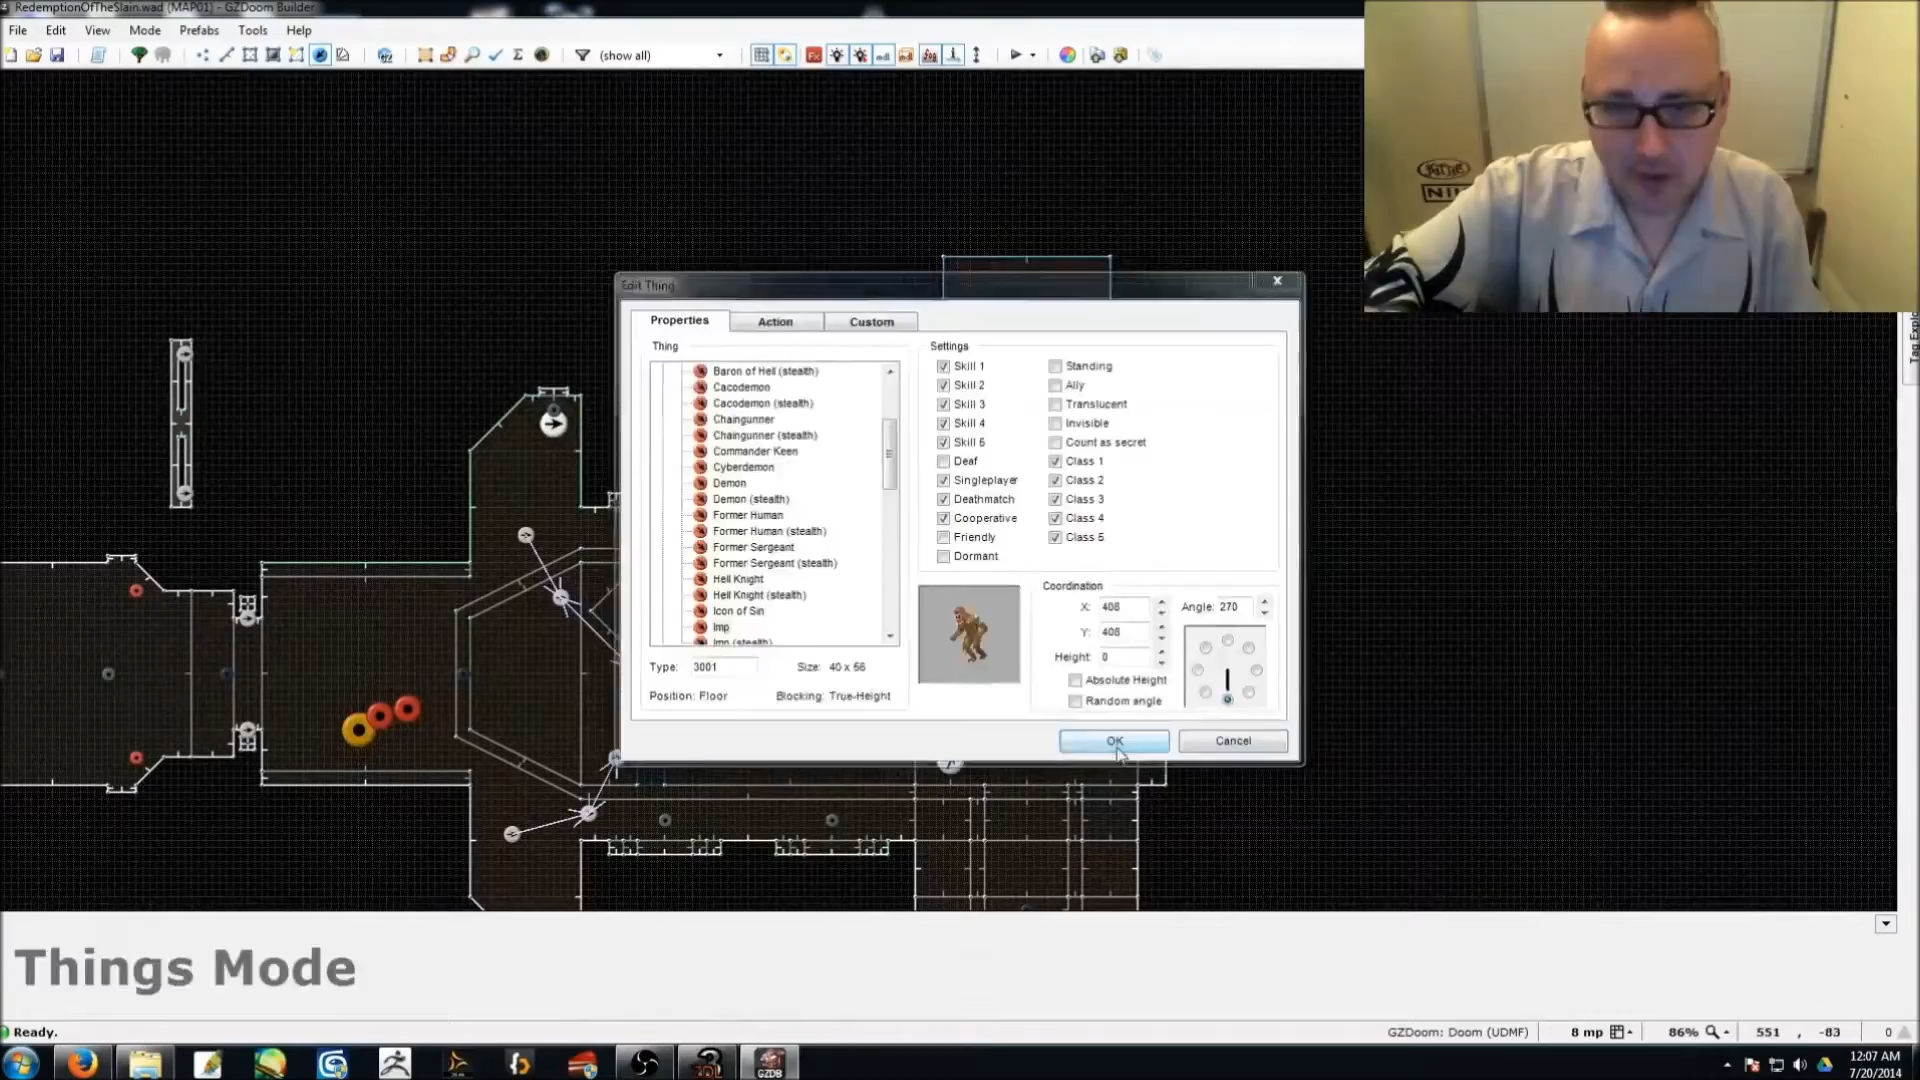 RedemptionOfTheSlain.wad (MAP01) - GZDoom Builder
File Edit View Mode Prefabs Tools Help
(show all)
Edit Thing
Properties Action Custom
Thing
Baron of Hell (stealth)
Cacodemon
Cacodemon (stealth)
Chaingunner
Chaingunner (stealth)
Commander Keen
Cyberdemon
Demon
Demon (stealth)
Former Human
Former Human (stealth)
Former Sergeant
Former Sergeant (stealth)
Hell Knight
Hell Knight (stealth)
Icon of Sin
Imp
Imp (stealth)
Type: 3001 Size: 40 x 56
Position: Floor Blocking: True-Height
Settings
Skill 1 Standing
Skill 2 Ally
Skill 3 Translucent
Skill 4 Invisible
Skill 5 Count as secret
Deaf Class 1
Singleplayer Class 2
Deathmatch Class 3
Cooperative Class 4
Friendly Class 5
Dormant
Coordination
X: 408 Angle: 270
Y: 408
Height: 0
Absolute Height
Random angle
OK Cancel
NIN
Things Mode
Ready.
GZDoom: Doom (UDMF) 8 mp 86% 551 , -83 0
GZDB
12:07 AM
7/20/2014